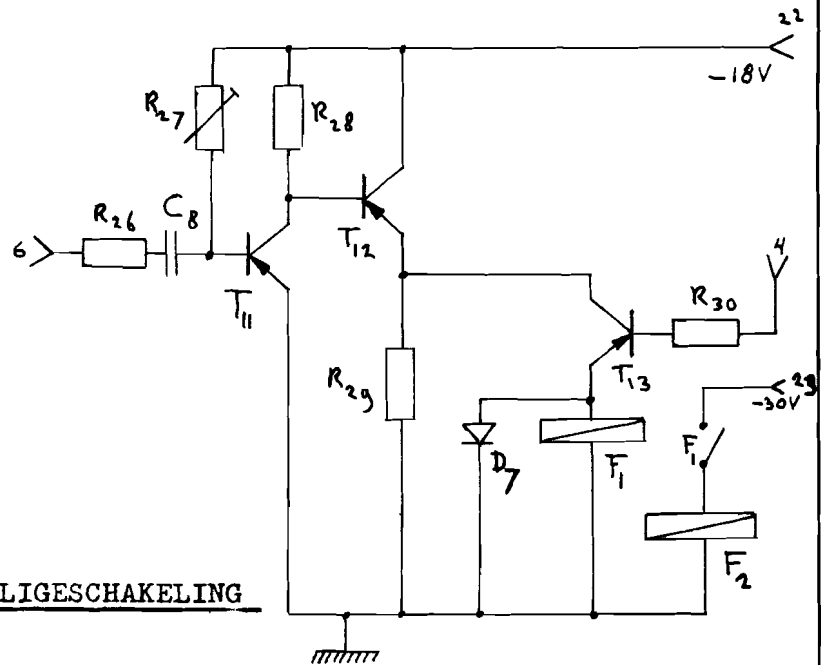 22
-18V
R27
R28
R26
C8
6
T12
T11
4
R30
R29
T13
23
-30V
D7
F1
F1
F2
LIGESCHAKELING